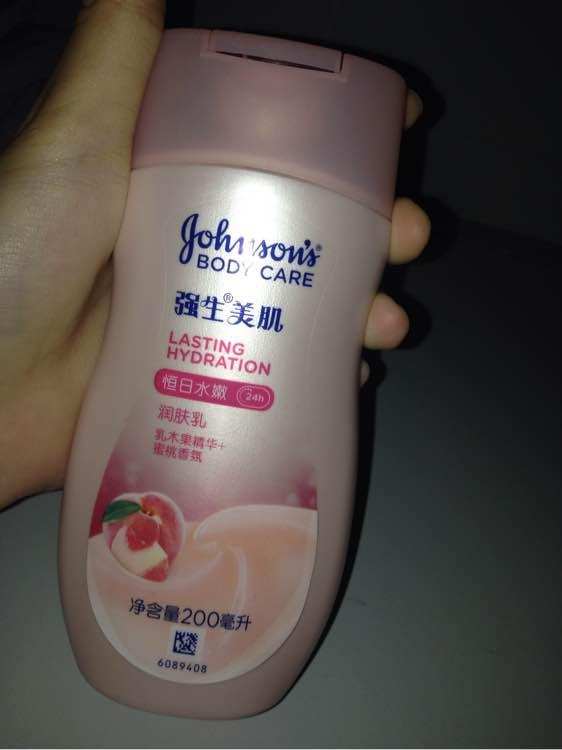 Johnson's®
BODY CARE
强生®美肌
LASTING
HYDRATION
恒日水嫩 24h
润肤乳
乳木果精华+
蜜桃香氛
净含量200毫升
6089408